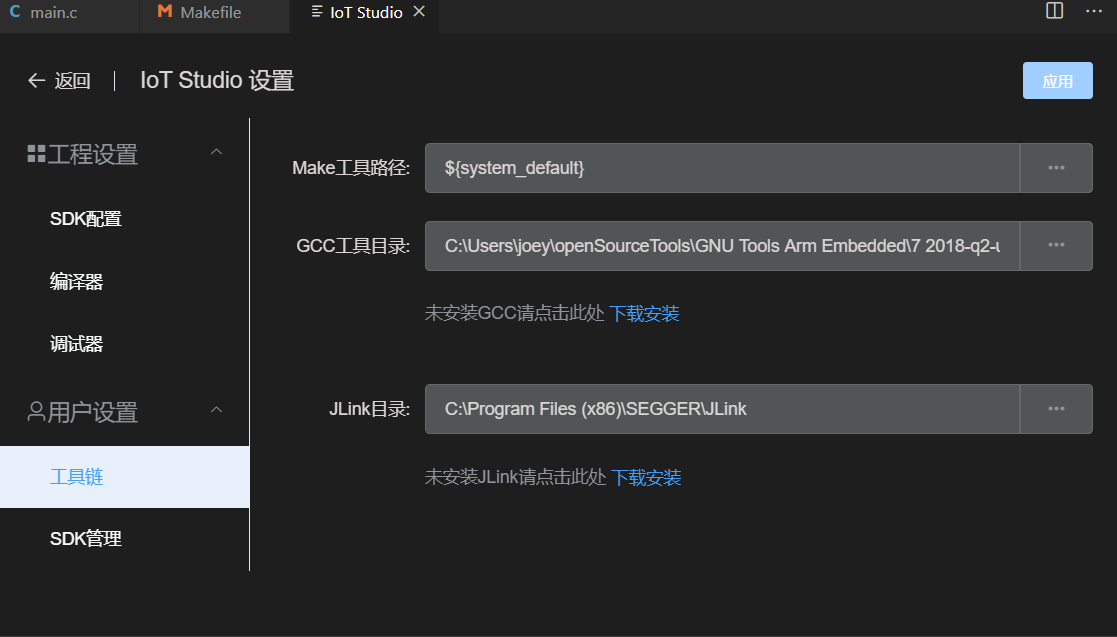 main.c
Makefile
IoT Studio
返回
IoT Studio 设置
应用
工程设置
SDK配置
编译器
调试器
用户设置
工具链
SDK管理
Make工具路径:
${system_default}
GCC工具目录:
C:\Users\joey\openSourceTools\GNU Tools Arm Embedded\7 2018-q2-u
未安装GCC请点击此处 下载安装
JLink目录:
C:\Program Files (x86)\SEGGER\JLink
未安装JLink请点击此处 下载安装